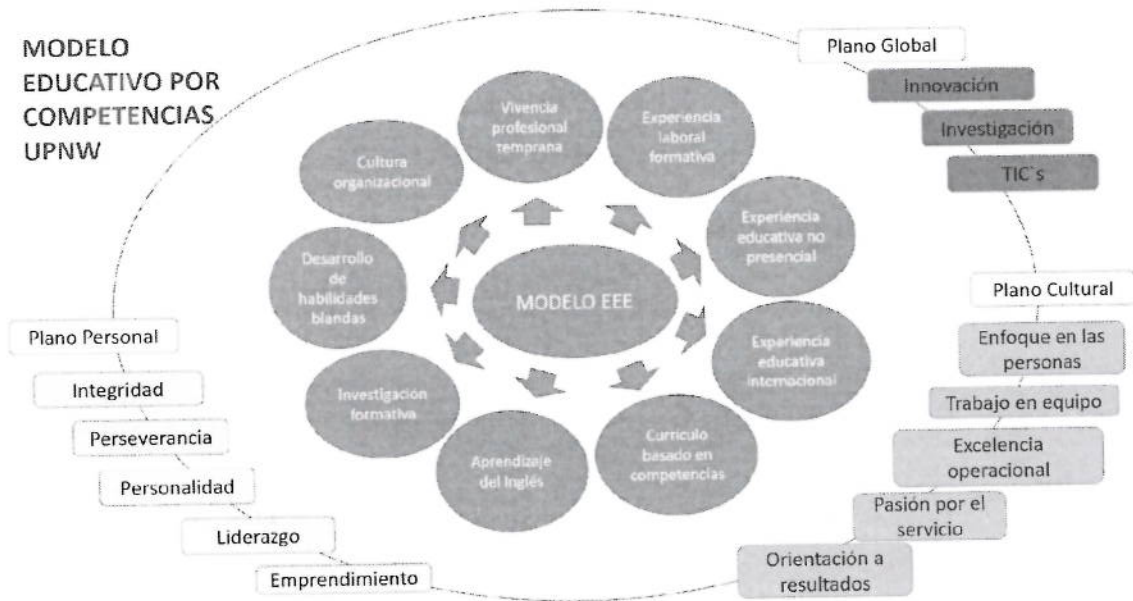 MODELO
EDUCATIVO POR
COMPETENCIAS
UPNW
Plano Global
Innovación
Investigación
TIC`s
Vivencia
profesional
temprana
Experiencia
laboral
formativa
Cultura
organizacional
Experiencia
educativa no
presencial
Desarrollo
de
habilidades
blandas
MODELO EEE
Experiencia
educativa
internacional
Investigación
formativa
Aprendizaje
del Inglés
Currículo
basado en
competencias
Plano Cultural
Enfoque en las
personas
Trabajo en equipo
Excelencia
operacional
Pasión por el
servicio
Orientación a
resultados
Plano Personal
Integridad
Perseverancia
Personalidad
Liderazgo
Emprendimiento